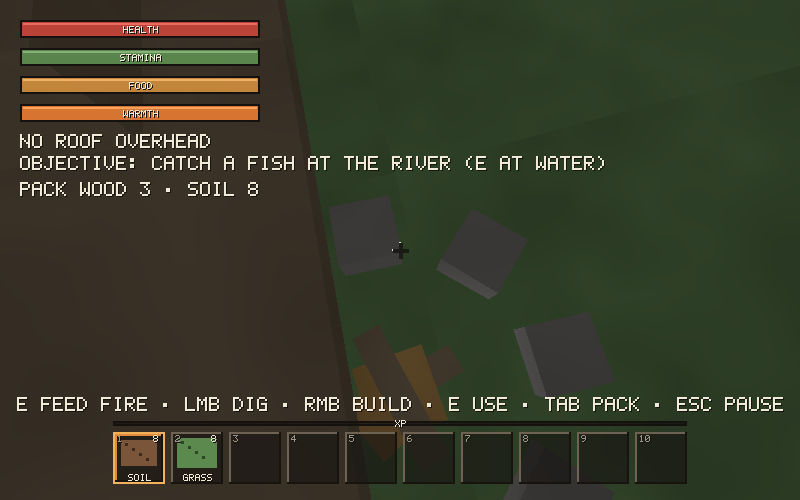 HEALTH
STAMINA
FOOD
WARMTH
NO ROOF OVERHEAD
OBJECTIVE: CATCH A FISH AT THE RIVER (E AT WATER)
PACK WOOD 3 · SOIL 8
E FEED FIRE · LMB DIG · RMB BUILD · E USE · TAB PACK · ESC PAUSE
XP
1 8 2 8 3 4 5 6 7 8 9 10
SOIL GRASS